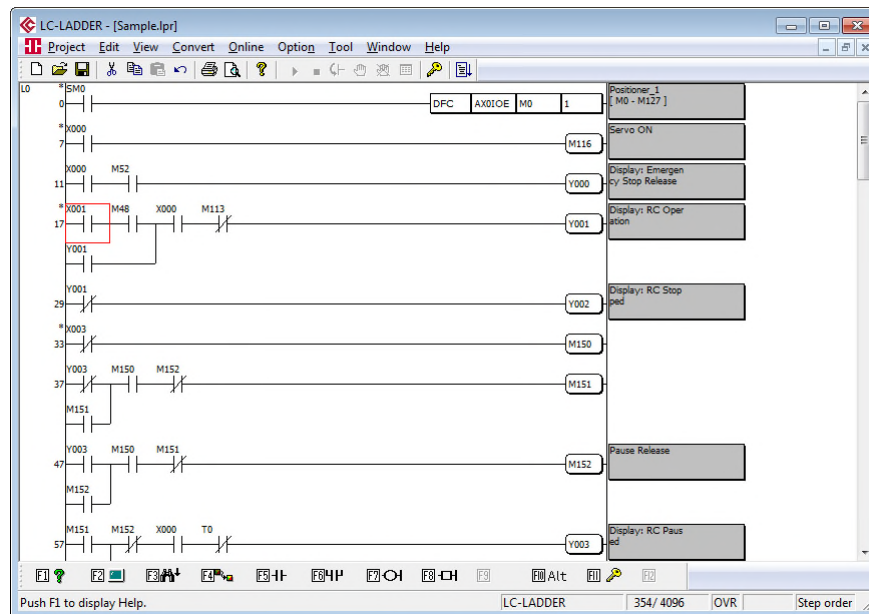 LC-LADDER - [Sample.lpr]
Project Edit View Convert Online Option Tool Window Help
L0
*SM0
0
DFC AX0IOE M0 1
Positioner_1
[ M0 - M127 ]
*X000
7
M116
Servo ON
X000 M52
11
Y000
Display: Emergen
cy Stop Release
*X001 M48 X000 M113
17
Y001
Display: RC Oper
ation
Y001
Y001
29
Y002
Display: RC Stop
ped
*X003
33
M150
Y003 M150 M152
37
M151
M151
Y003 M150 M151
47
M152
Pause Release
M152
M151 M152 X000 T0
57
Y003
Display: RC Paus
ed
F1 F2 F3 F4 F5 F6 F7 F8 F9 F10 Alt F11 F12
Push F1 to display Help. LC-LADDER 354/ 4096 OVR Step order